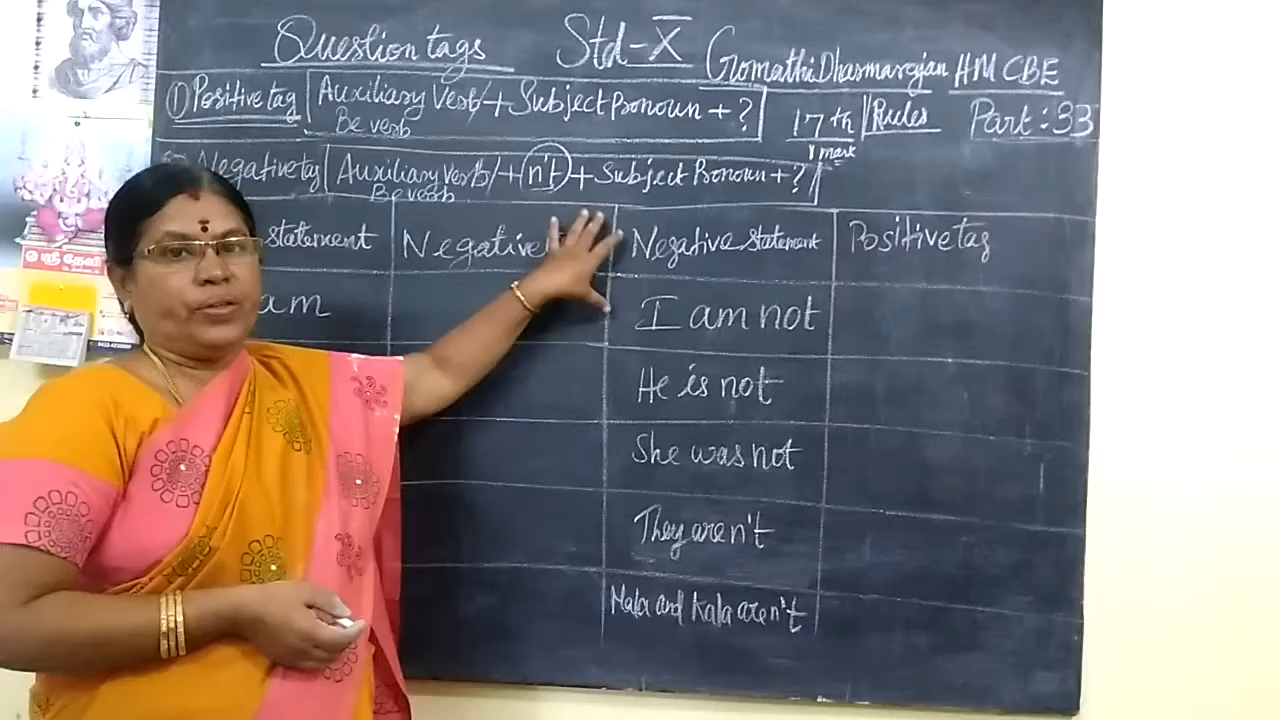 Question tags Std-X Gomathi Dharmarajan HM CBE
① Positive tag Auxiliary Verb/ + Subject Pronoun + ? 17th Rules Part: 33
Be verb 1 mark
Negative tag Auxiliary Verb/ + n't + Subject Pronoun + ?
Be verb
statement Negative Negative statement Positive tag
am I am not
He is not
She was not
They aren't
Mala and Kala aren't
ஸ்ரீ தேவி